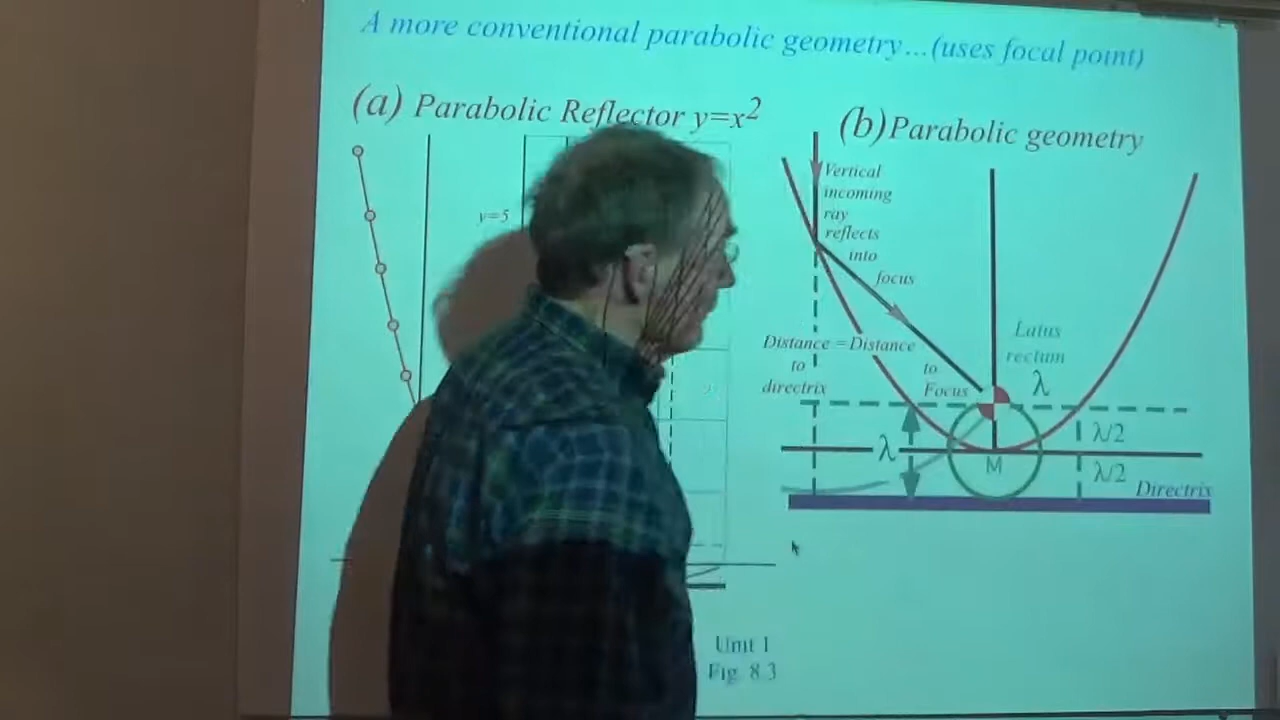 A more conventional parabolic geometry…(uses focal point)
(a) Parabolic Reflector y=x2
y=5
Unit 1
Fig. 8.3
(b)Parabolic geometry
Vertical
incoming
ray
reflects
into
focus
Distance = Distance
to
directrix
to
Focus
Latus
rectum
λ
λ
M
λ/2
λ/2
Directrix